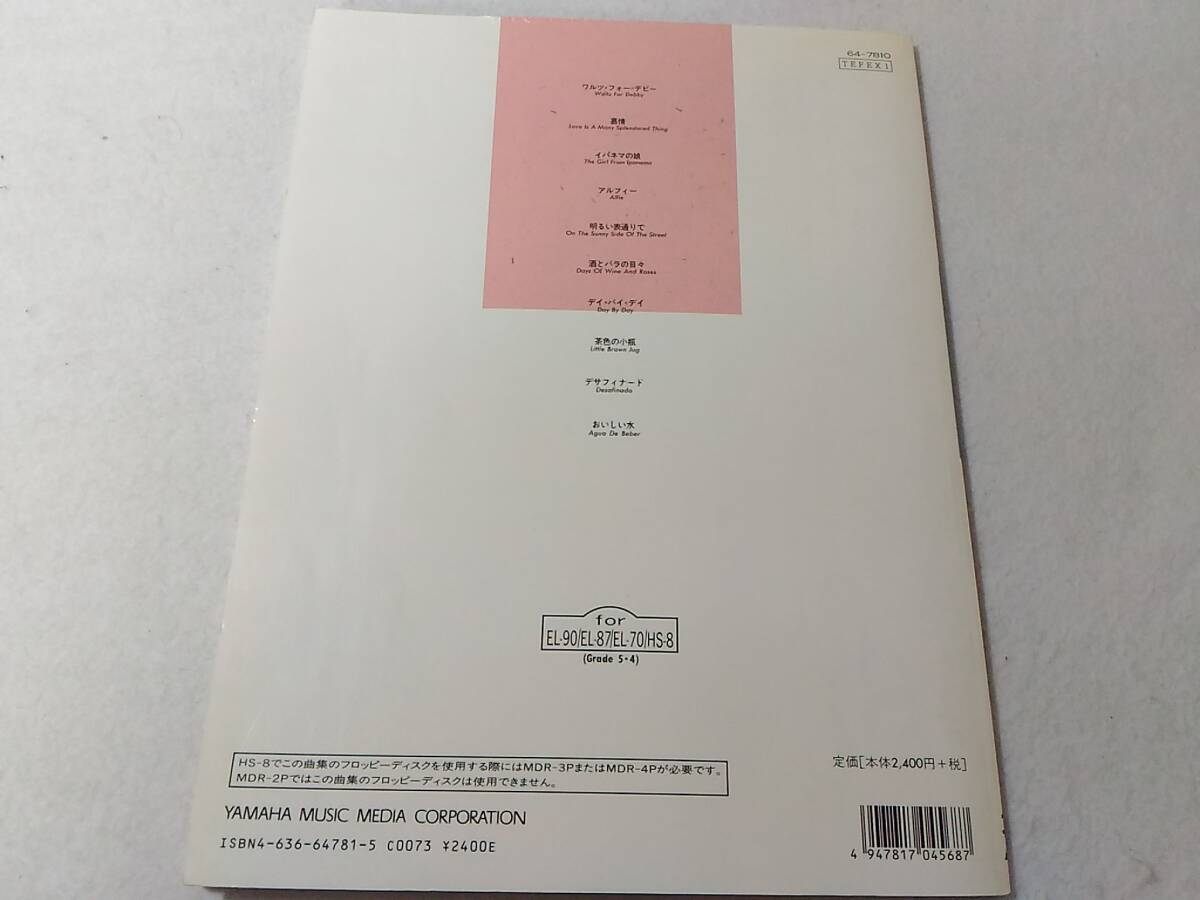 64-7810
TEFEX1
ワルツ・フォー・デビー
Waltz For Debby
慕情
Love Is A Many Splendored Thing
イパネマの娘
The Girl From Ipanema
アルフィー
Alfie
明るい表通りで
On The Sunny Side Of The Street
酒とバラの日々
Days Of Wine And Roses
デイ・バイ・デイ
Day By Day
茶色の小瓶
Little Brown Jug
デサフィナード
Desafinado
おいしい水
Agua De Beber
for
EL-90/EL-87/EL-70/HS-8
(Grade 5・4)
HS-8でこの曲集のフロッピーディスクを使用する際にはMDR-3PまたはMDR-4Pが必要です。
MDR-2Pではこの曲集のフロッピーディスクは使用できません。
定価[本体2,400円+税]
YAMAHA MUSIC MEDIA CORPORATION
ISBN4-636-64781-5 C0073 ¥2400E
4 947817 045687